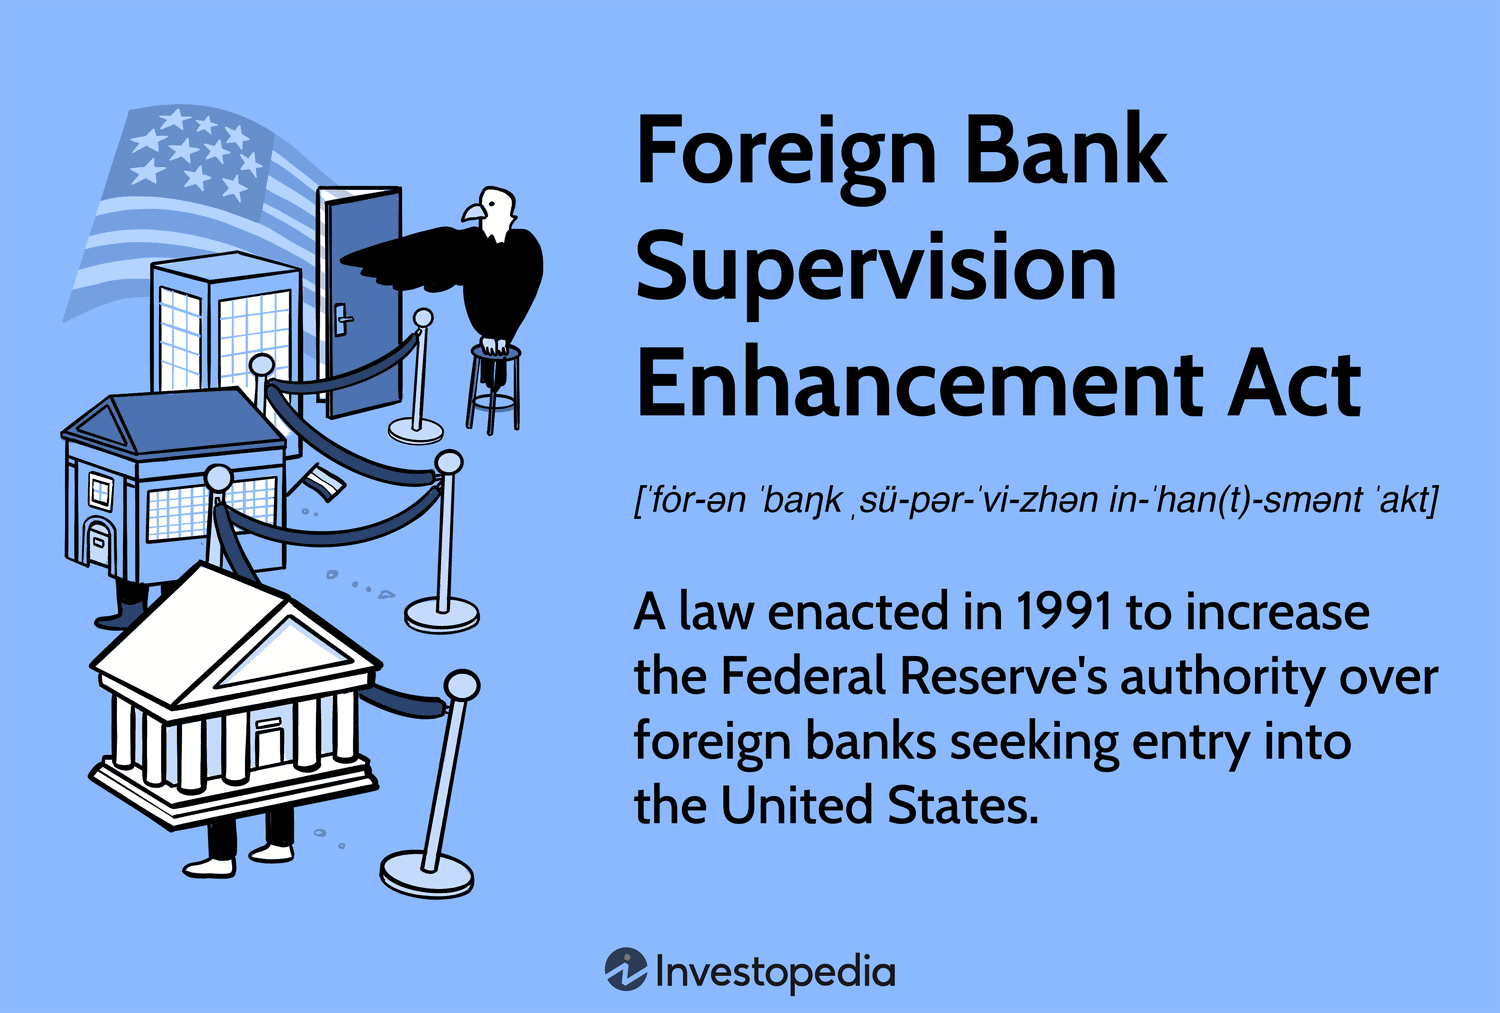 Foreign Bank
Supervision
Enhancement Act
[ˈfȯr-ən ˈbaŋk ˌsü-pər-ˈvi-zhən in-ˈhan(t)-smənt ˈakt]
A law enacted in 1991 to increase
the Federal Reserve's authority over
foreign banks seeking entry into
the United States.
Investopedia